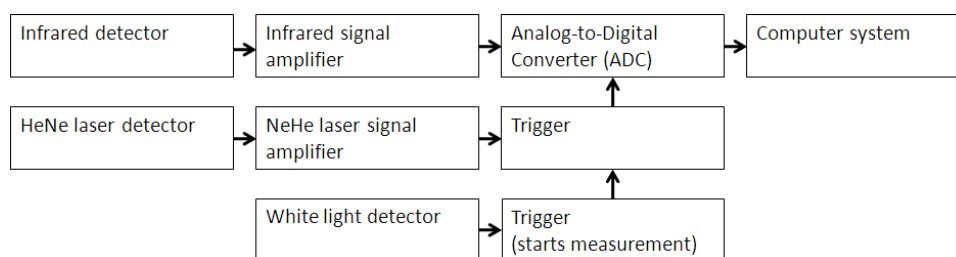 Infrared detector
Infrared signal
amplifier
Analog-to-Digital
Converter (ADC)
Computer system
HeNe laser detector
NeHe laser signal
amplifier
Trigger
White light detector
Trigger
(starts measurement)